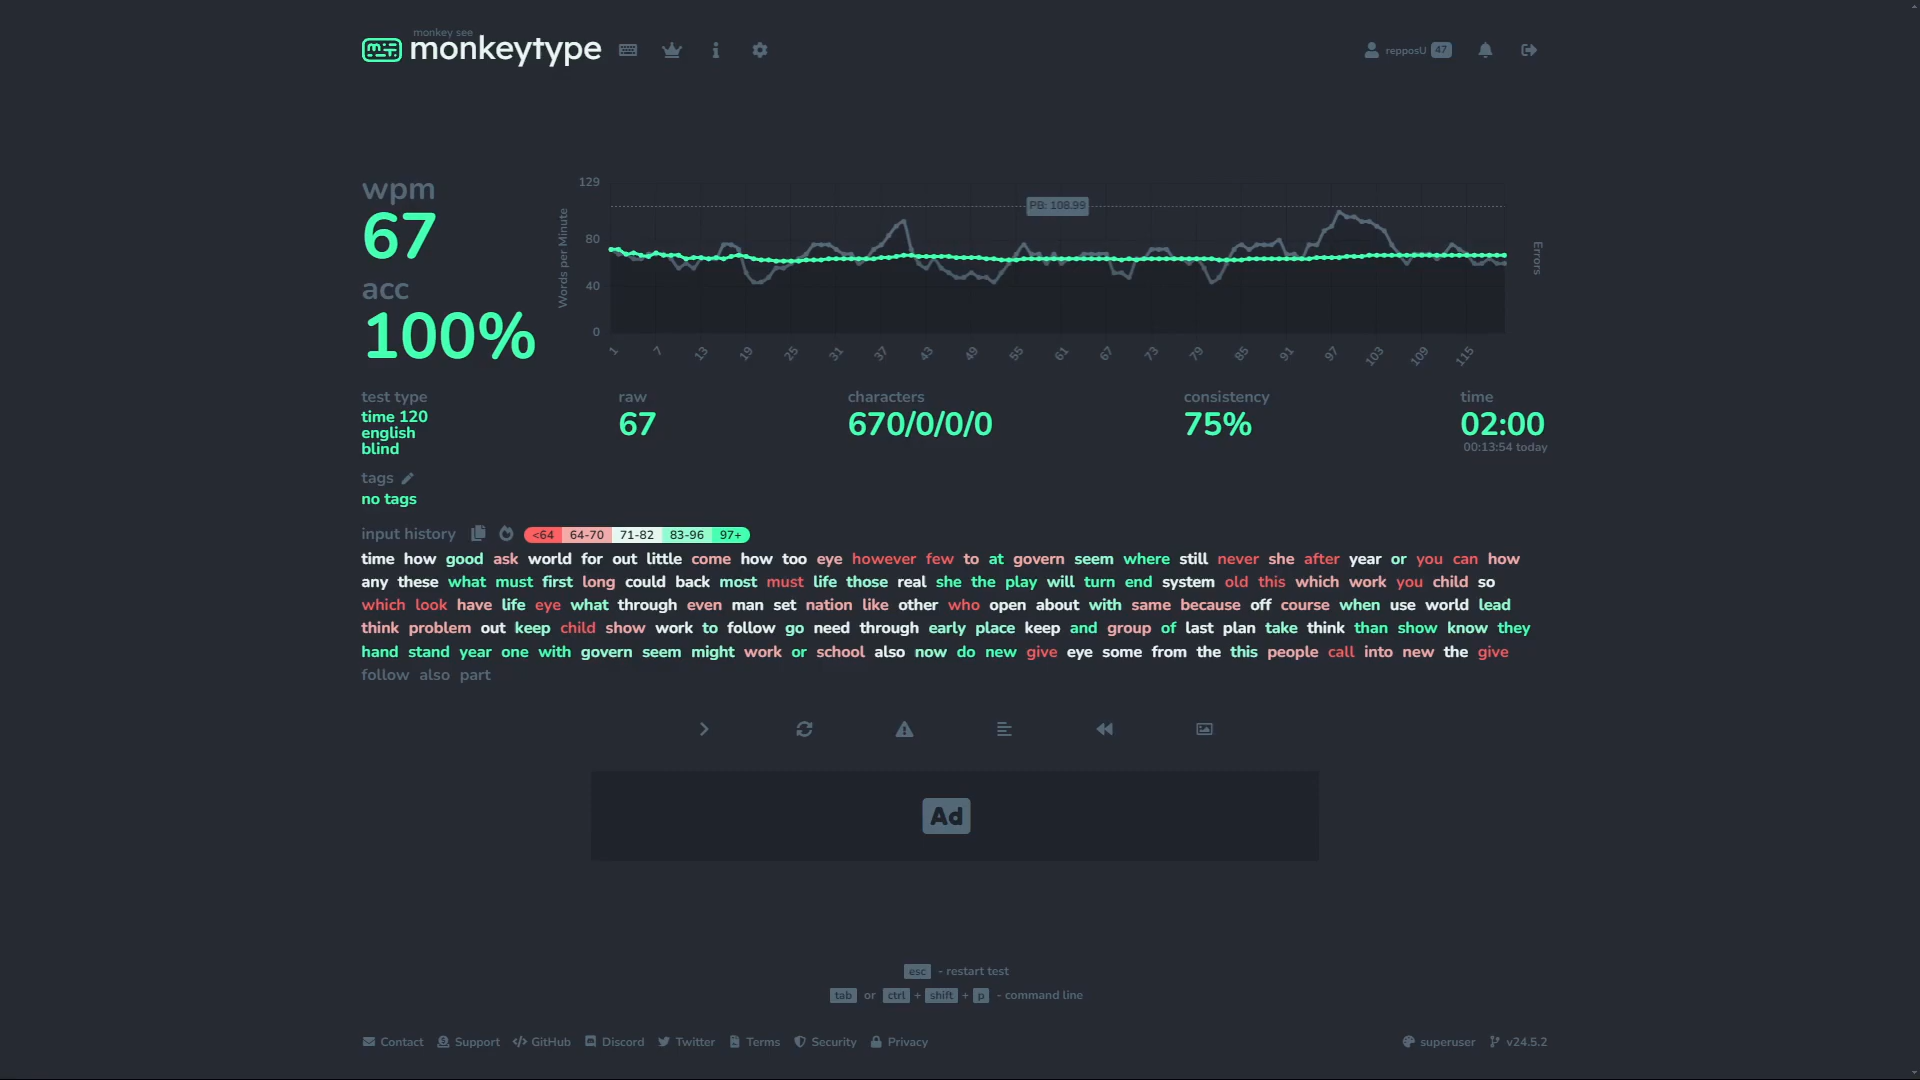 monkey see
monkeytype
repposU 47
wpm
67
acc
100%
Words per Minute
129
80
40
0
PB: 108.99
Errors
1 7 13 19 25 31 37 43 49 55 61 67 73 79 85 91 97 103 109 115
test type
time 120
english
blind
raw
67
characters
670/0/0/0
consistency
75%
time
02:00
00:13:54 today
tags
no tags
input history <64 64-70 71-82 83-96 97+
time how good ask world for out little come how too eye however few to at govern seem where still never she after year or you can how
any these what must first long could back most must life those real she the play will turn end system old this which work you child so
which look have life eye what through even man set nation like other who open about with same because off course when use world lead
think problem out keep child show work to follow go need through early place keep and group of last plan take think than show know they
hand stand year one with govern seem might work or school also now do new give eye some from the this people call into new the give
follow also part
Ad
esc - restart test
tab or ctrl + shift + p - command line
Contact Support GitHub Discord Twitter Terms Security Privacy
superuser v24.5.2